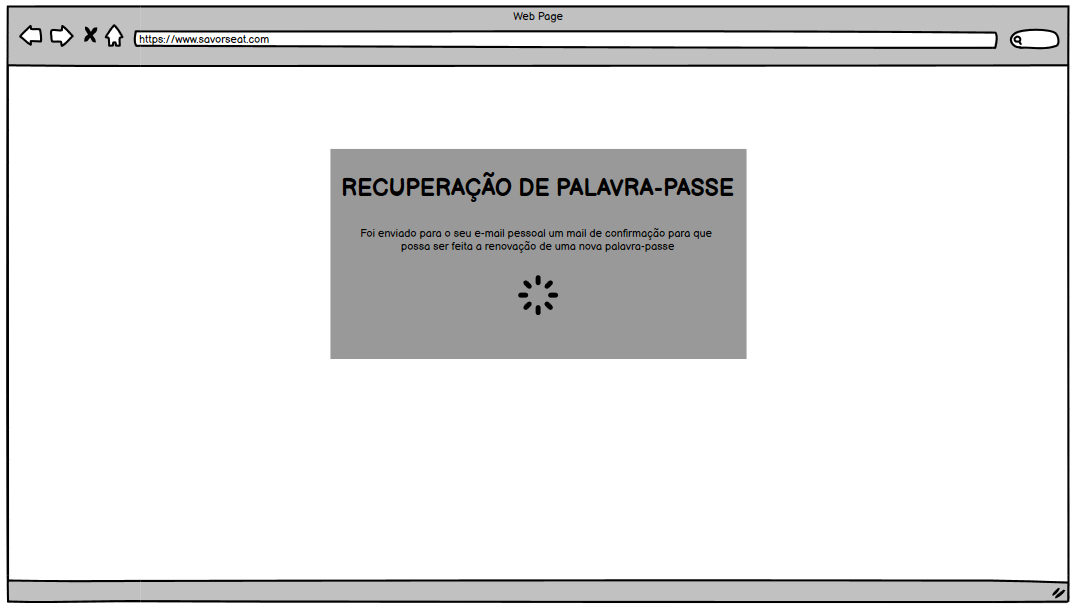 Web Page
https://www.savorseat.com
RECUPERAÇÃO DE PALAVRA-PASSE
Foi enviado para o seu e-mail pessoal um mail de confirmação para que
possa ser feita a renovação de uma nova palavra-passe